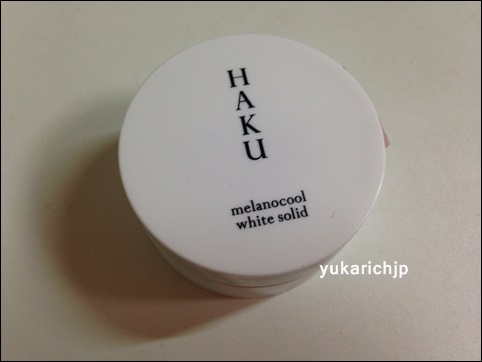 HAKU
melanocool
white solid
yukarichjp